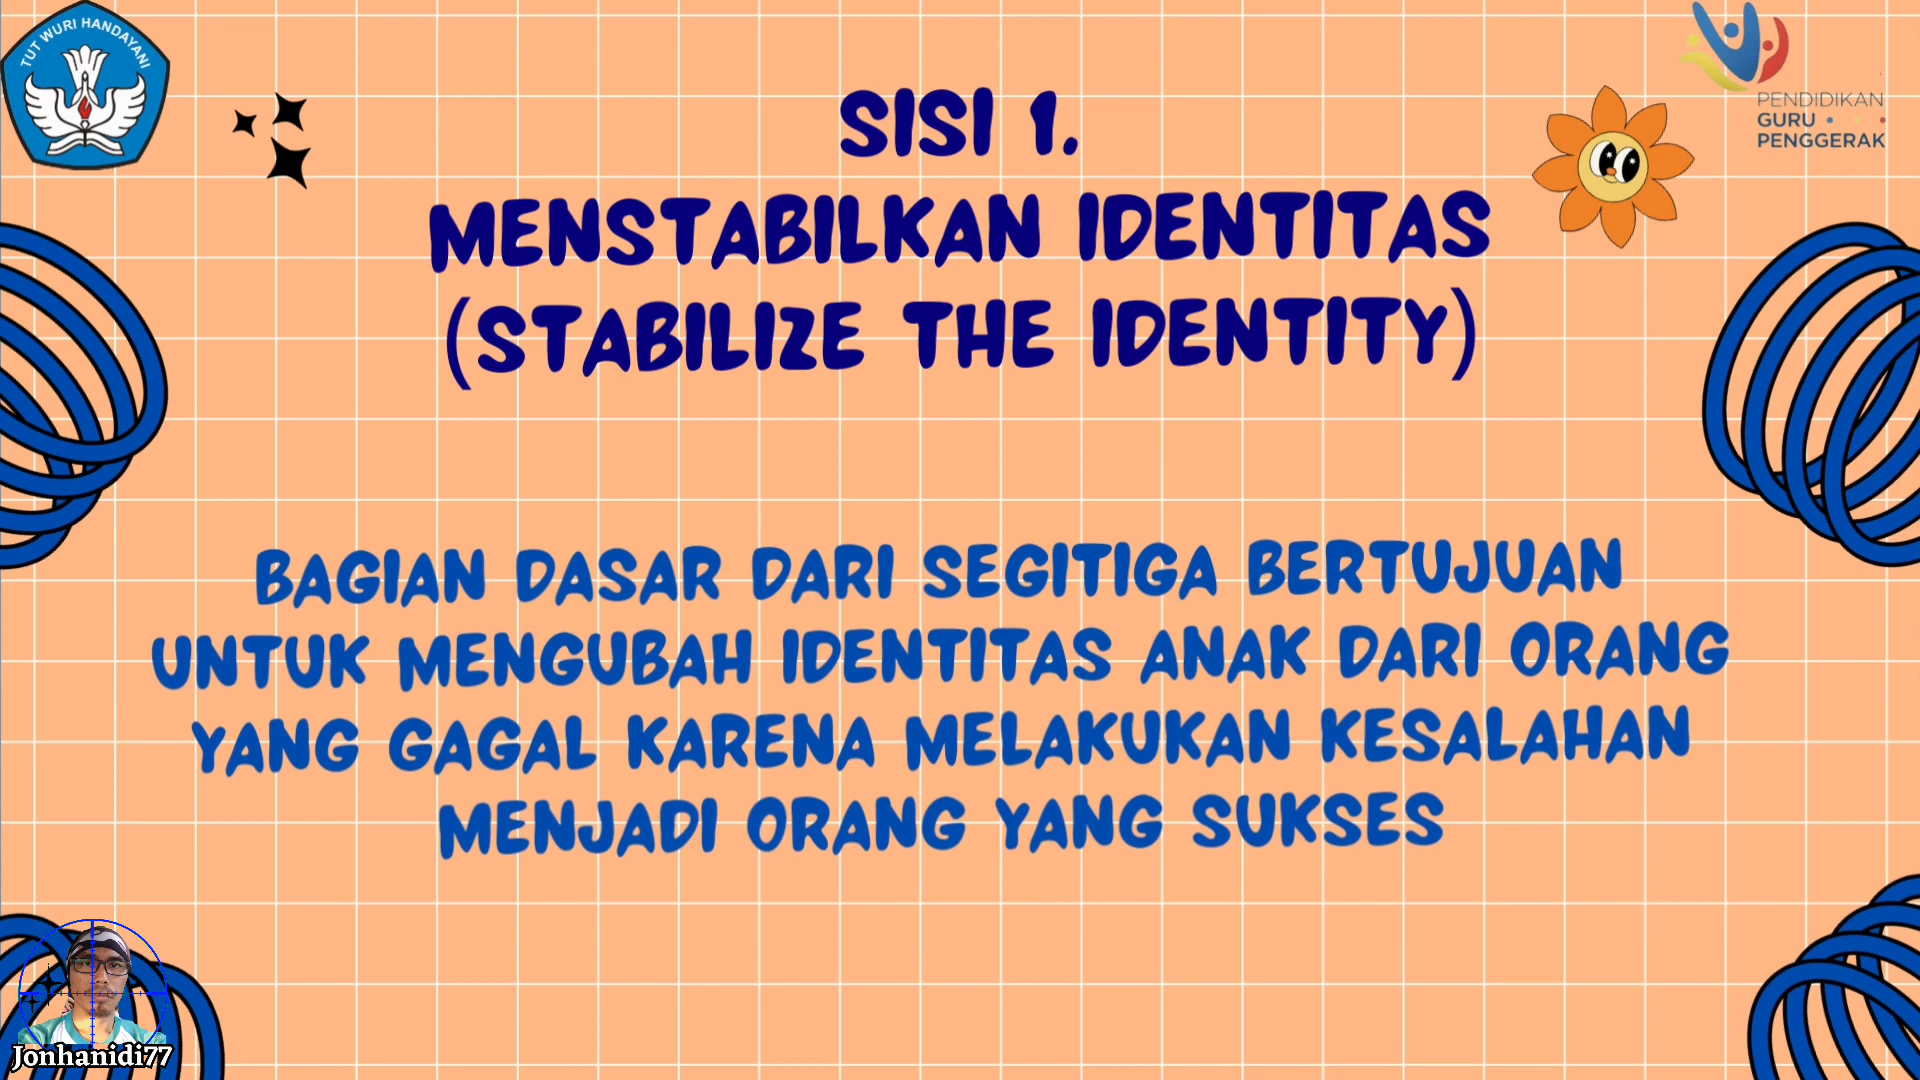 TUT WURI HANDAYANI
PENDIDIKAN
GURU
PENGGERAK
SISI 1.
MENSTABILKAN IDENTITAS
(STABILIZE THE IDENTITY)
BAGIAN DASAR DARI SEGITIGA BERTUJUAN
UNTUK MENGUBAH IDENTITAS ANAK DARI ORANG
YANG GAGAL KARENA MELAKUKAN KESALAHAN
MENJADI ORANG YANG SUKSES
Jonhanidi77